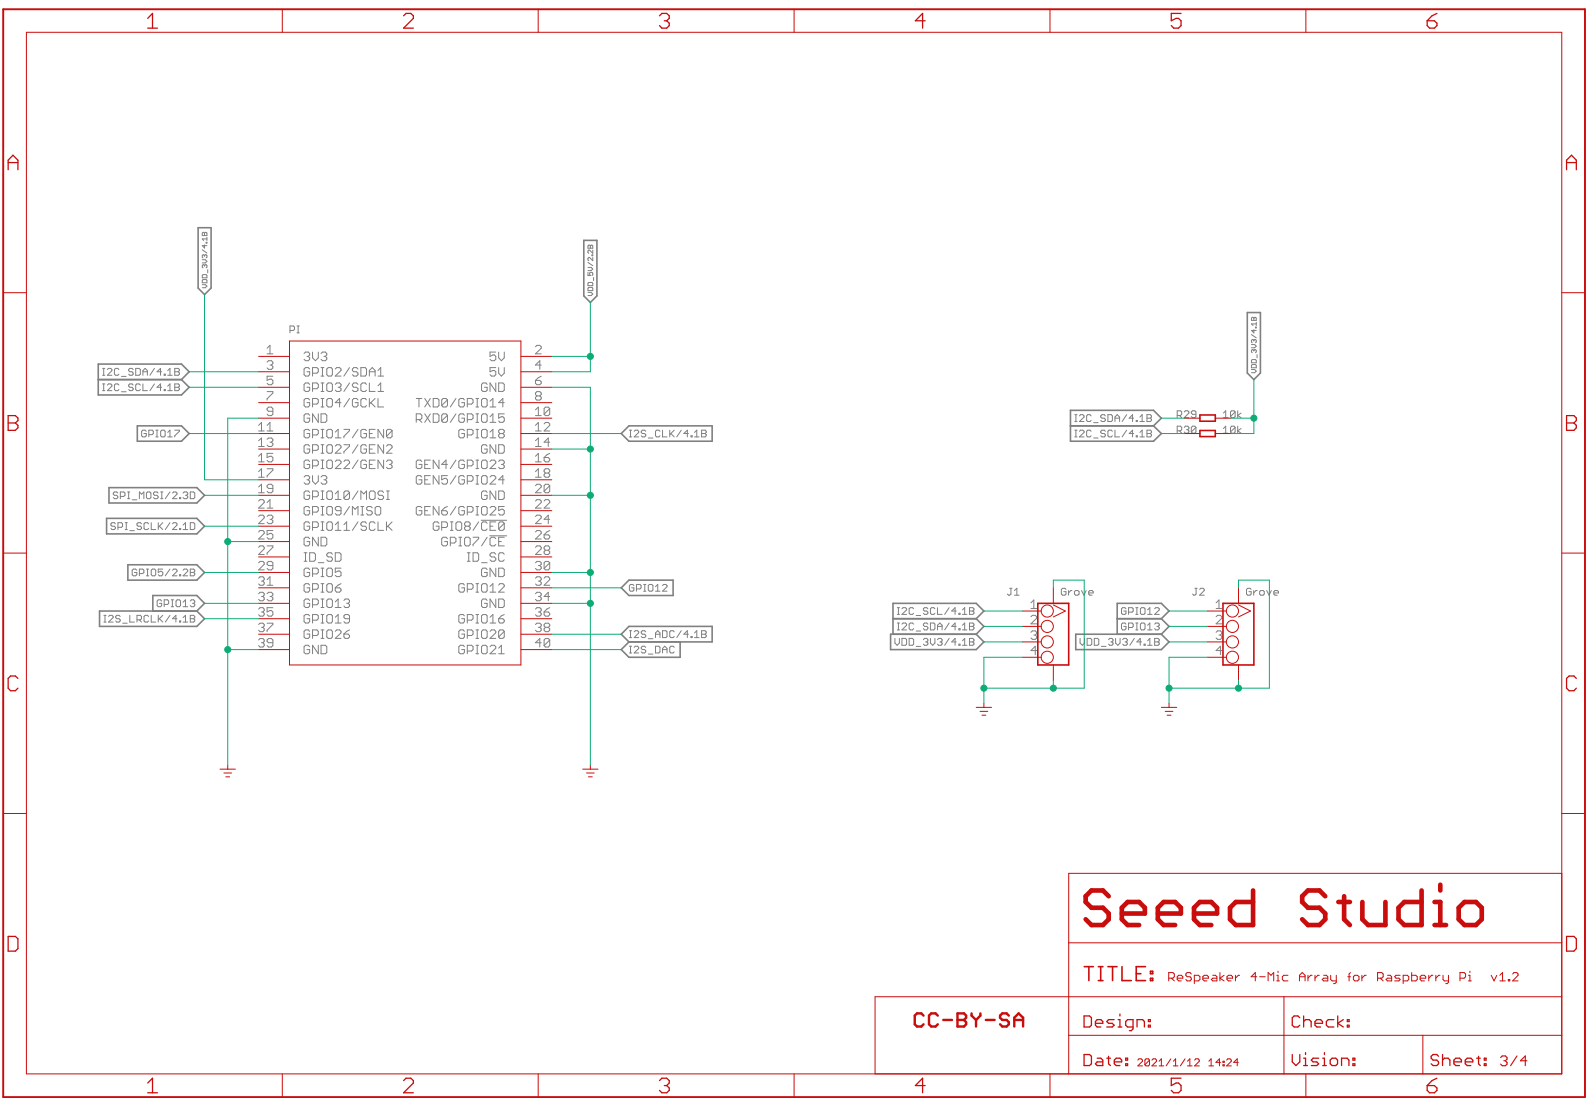 1 2 3 4 5 6
A A
VDD_3V3/4.1B
VDD_5V/2.2B
VDD_3V3/4.1B
PI
1 3V3 5V 2
I2C_SDA/4.1B 3 GPIO2/SDA1 5V 4
I2C_SCL/4.1B 5 GPIO3/SCL1 GND 6
7 GPIO4/GCKL TXD0/GPIO14 8
9 GND RXD0/GPIO15 10
GPIO17 11 GPIO17/GEN0 GPIO18 12 I2S_CLK/4.1B
13 GPIO27/GEN2 GND 14
15 GPIO22/GEN3 GEN4/GPIO23 16
17 3V3 GEN5/GPIO24 18
SPI_MOSI/2.3D 19 GPIO10/MOSI GND 20
21 GPIO9/MISO GEN6/GPIO25 22
SPI_SCLK/2.1D 23 GPIO11/SCLK GPIO8/CE0 24
25 GND GPIO7/CE 26
27 ID_SD ID_SC 28
GPIO5/2.2B 29 GPIO5 GND 30
31 GPIO6 GPIO12 32 GPIO12
GPIO13 33 GPIO13 GND 34
I2S_LRCLK/4.1B 35 GPIO19 GPIO16 36
37 GPIO26 GPIO20 38 I2S_ADC/4.1B
39 GND GPIO21 40 I2S_DAC
B B
I2C_SDA/4.1B R29 10k
I2C_SCL/4.1B R30 10k
J1 Grove
I2C_SCL/4.1B 1
I2C_SDA/4.1B 2
VDD_3V3/4.1B 3
4
J2 Grove
GPIO12 1
GPIO13 2
VDD_3V3/4.1B 3
4
C C
D D
Seeed Studio
TITLE: ReSpeaker 4-Mic Array for Raspberry Pi v1.2
CC-BY-SA
Design: Check:
Date: 2021/1/12 14:24 Vision: Sheet: 3/4
1 2 3 4 5 6